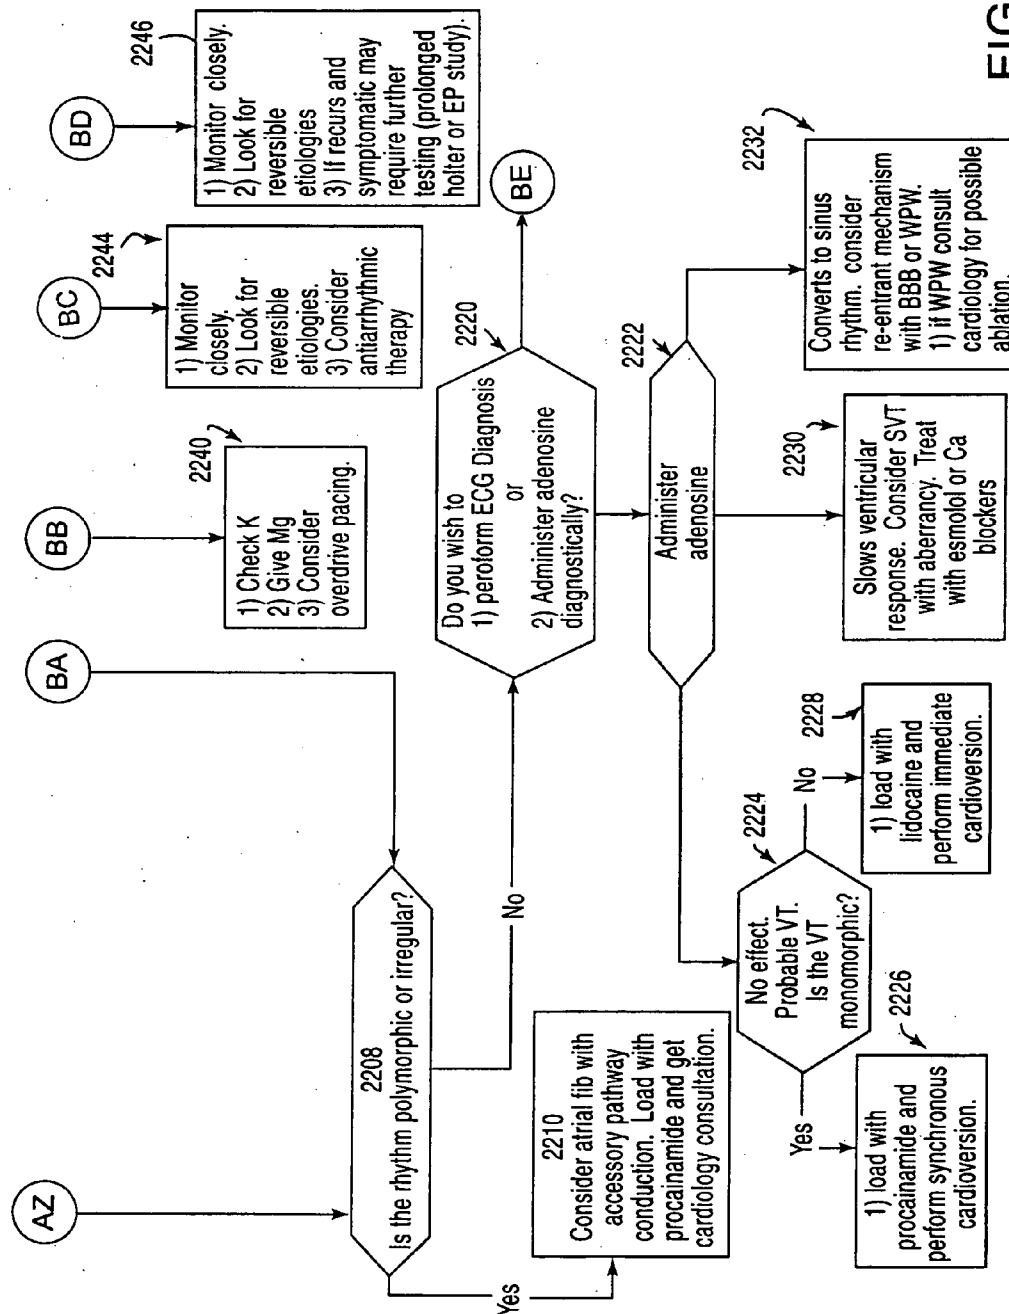 AZ
BA
BB
BC
BD
2208
Is the rhythm polymorphic or irregular?
Yes
No
2210
Consider atrial fib with
accessory pathway
conduction. Load with
procainamide and get
cardiology consultation.
2240
1) Check K
2) Give Mg
3) Consider
overdrive pacing.
2244
1) Monitor
closely.
2) Look for
reversible
etiologies.
3) Consider
antiarrhythmic
therapy
2246
1) Monitor closely.
2) Look for
reversible
etiologies
3) If recurs and
symptomatic may
require further
testing (prolonged
holter or EP study).
2220
Do you wish to
1) peroform ECG Diagnosis
or
2) Administer adenosine
diagnostically?
BE
2222
Administer
adenosine
2224
No effect.
Probable VT.
Is the VT
monomorphic?
Yes
No
2226
1) load with
procainamide and
perform synchronous
cardioversion.
2228
1) load with
lidocaine and
perform immediate
cardioversion.
2230
Slows ventricular
response. Consider SVT
with aberrancy. Treat
with esmolol or Ca
blockers
2232
Converts to sinus
rhythm. consider
re-entrant mechanism
with BBB or WPW.
1) if WPW consult
cardiology for possible
ablation.